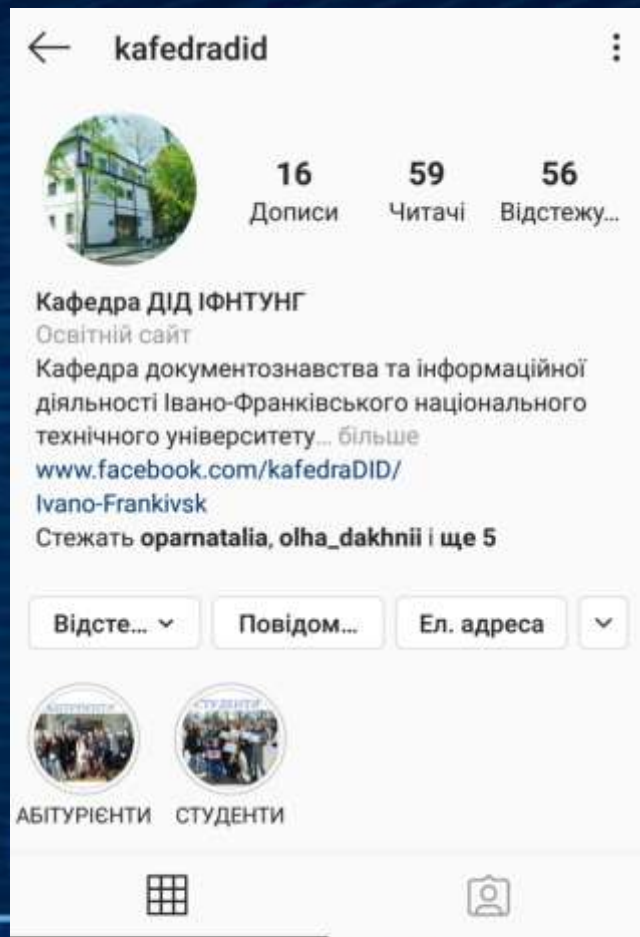 kafedradid
16 59 56
Дописи Читачі Відстежу...
Кафедра ДІД ІФНТУНГ
Освітній сайт
Кафедра документознавства та інформаційної
діяльності Івано-Франківського національного
технічного університету... більше
www.facebook.com/kafedraDID/
Ivano-Frankivsk
Стежать oparnatalia, olha_dakhnii і ще 5
Відсте... Повідом... Ел. адреса
АБІТУРІЄНТИ СТУДЕНТИ
АБІТУРІЄНТИ СТУДЕНТИ